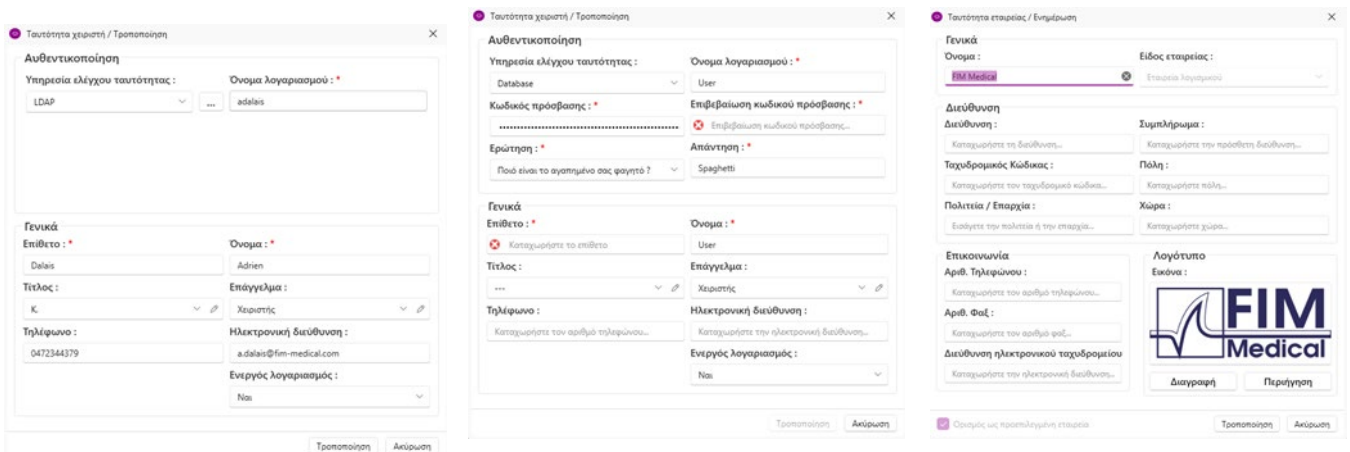 Ταυτότητα χειριστή / Τροποποίηση
Αυθεντικοποίηση
Υπηρεσία ελέγχου ταυτότητας : Όνομα λογαριασμού : *
LDAP ... adalais
Γενικά
Επίθετο : * Όνομα : *
Dalais Adrien
Τίτλος : Επάγγελμα :
Κ. Χειριστής
Τηλέφωνο : Ηλεκτρονική διεύθυνση :
0472344379 a.dalais@fim-medical.com
Ενεργός λογαριασμός :
Ναι
Τροποποίηση Ακύρωση
Ταυτότητα χειριστή / Τροποποίηση
Αυθεντικοποίηση
Υπηρεσία ελέγχου ταυτότητας : Όνομα λογαριασμού : *
Database User
Κωδικός πρόσβασης : * Επιβεβαίωση κωδικού πρόσβασης : *
Επιβεβαίωση κωδικού πρόσβασης...
Ερώτηση : * Απάντηση : *
Ποιό είναι το αγαπημένο σας φαγητό ? Spaghetti
Γενικά
Επίθετο : * Όνομα : *
Καταχωρήστε το επίθετο User
Τίτλος : Επάγγελμα :
--- Χειριστής
Τηλέφωνο : Ηλεκτρονική διεύθυνση :
Καταχωρήστε τον αριθμό τηλεφώνου... Καταχωρήστε την ηλεκτρονική διεύθυνση...
Ενεργός λογαριασμός :
Ναι
Τροποποίηση Ακύρωση
Ταυτότητα εταιρείας / Ενημέρωση
Γενικά
Όνομα : Είδος εταιρείας :
FIM Medical Εταιρεία λογισμικού
Διεύθυνση
Διεύθυνση : Συμπλήρωμα :
Καταχωρήστε τη διεύθυνση... Καταχωρήστε την πρόσθετη διεύθυνση...
Ταχυδρομικός Κώδικας : Πόλη :
Καταχωρήστε τον ταχυδρομικό κώδικα... Καταχωρήστε πόλη...
Πολιτεία / Επαρχία : Χώρα :
Εισάγετε την πολιτεία ή την επαρχία... Καταχωρήστε χώρα...
Επικοινωνία
Αριθ. Τηλεφώνου :
Καταχωρήστε τον αριθμό τηλεφώνου...
Αριθ. Φαξ :
Καταχωρήστε τον αριθμό φαξ...
Διεύθυνση ηλεκτρονικού ταχυδρομείου
Καταχωρήστε την ηλεκτρονική διεύθυνση...
Λογότυπο
Εικόνα :
FIM
Medical
Διαγραφή Περιήγηση
Ορισμός ως προεπιλεγμένη εταιρεία
Τροποποίηση Ακύρωση